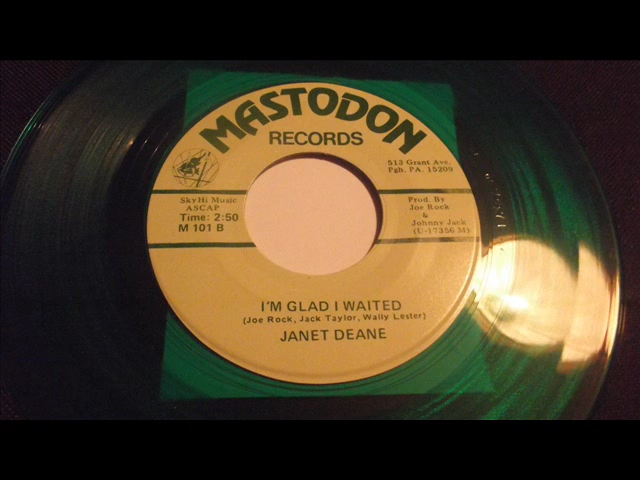 MASTODON
RECORDS
513 Grant Ave.
Pgh. PA. 15209
SkyHi Music
ASCAP
Time: 2:50
M 101 B
Prod. By
Joe Rock
&
Johnny Jack
(U-17356 M)
I'M GLAD I WAITED
(Joe Rock, Jack Taylor, Wally Lester)
JANET DEANE